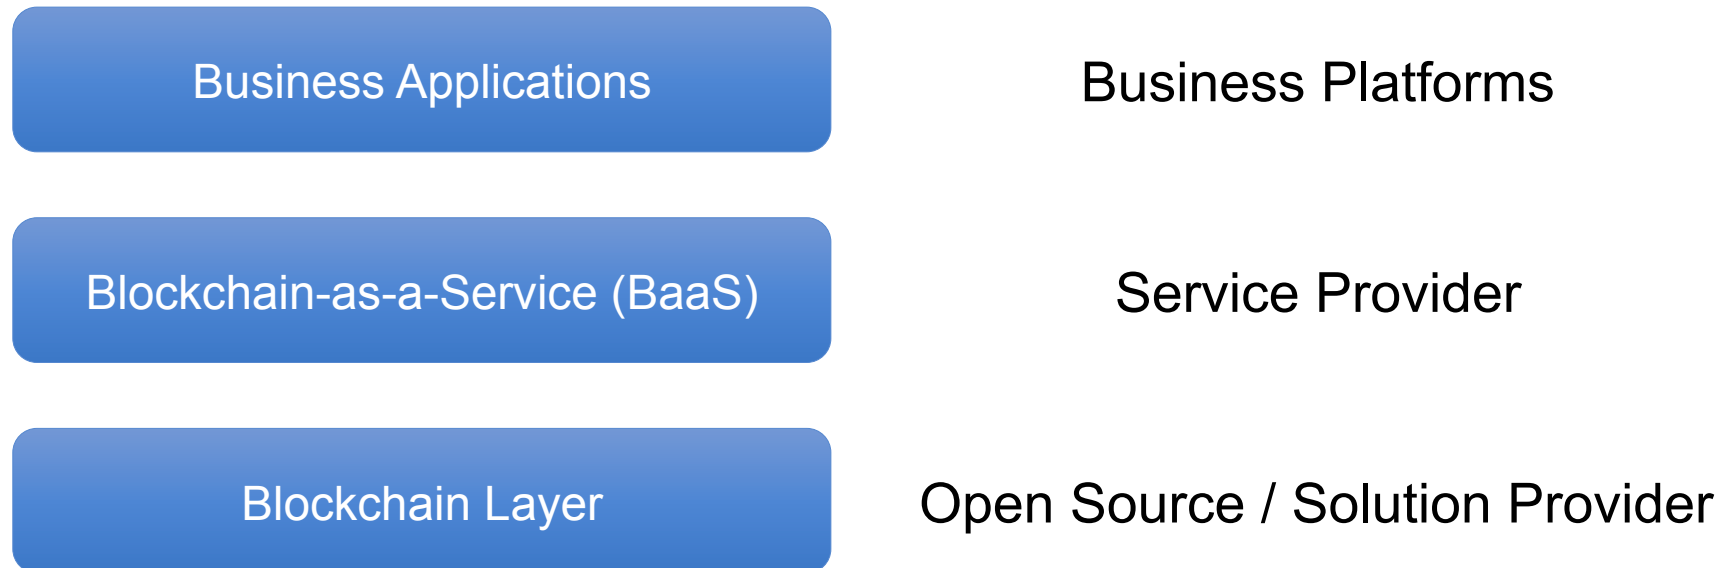 Business Applications
Business Platforms
Blockchain-as-a-Service (BaaS)
Service Provider
Blockchain Layer
Open Source / Solution Provider